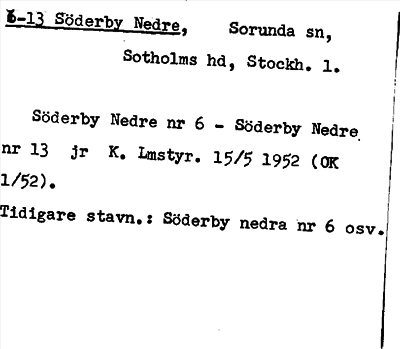 6-13 Söderby Nedre, Sorunda sn,
Sotholms hd, Stockh. l.
Söderby Nedre nr 6 - Söderby Nedre
nr 13 jr K. Lmstyr. 15/5 1952 (OK
1/52).
Tidigare stavn.: Söderby nedra nr 6 osv.